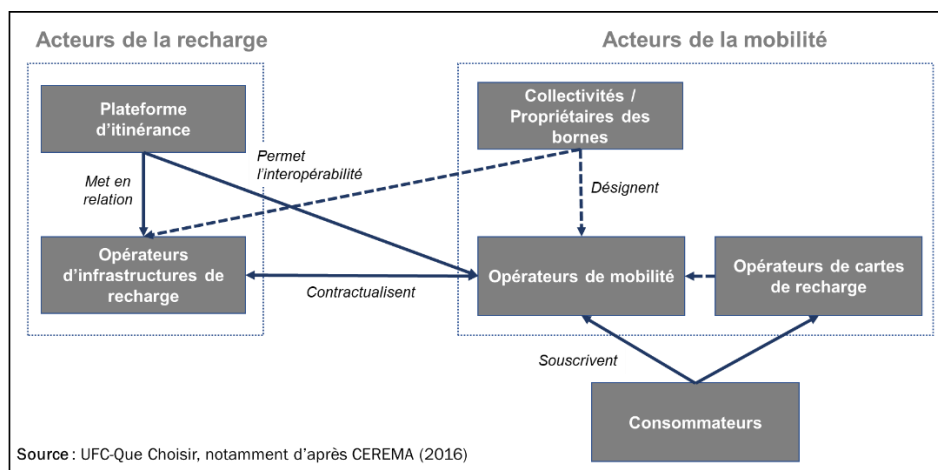 Acteurs de la recharge
Acteurs de la mobilité
Plateforme
d'itinérance
Collectivités /
Propriétaires des
bornes
Permet
l'interopérabilité
Met en
relation
Désignent
Opérateurs
d'infrastructures de
recharge
Contractualisent
Opérateurs de mobilité
Opérateurs de cartes
de recharge
Souscrivent
Consommateurs
Source : UFC-Que Choisir, notamment d'après CEREMA (2016)